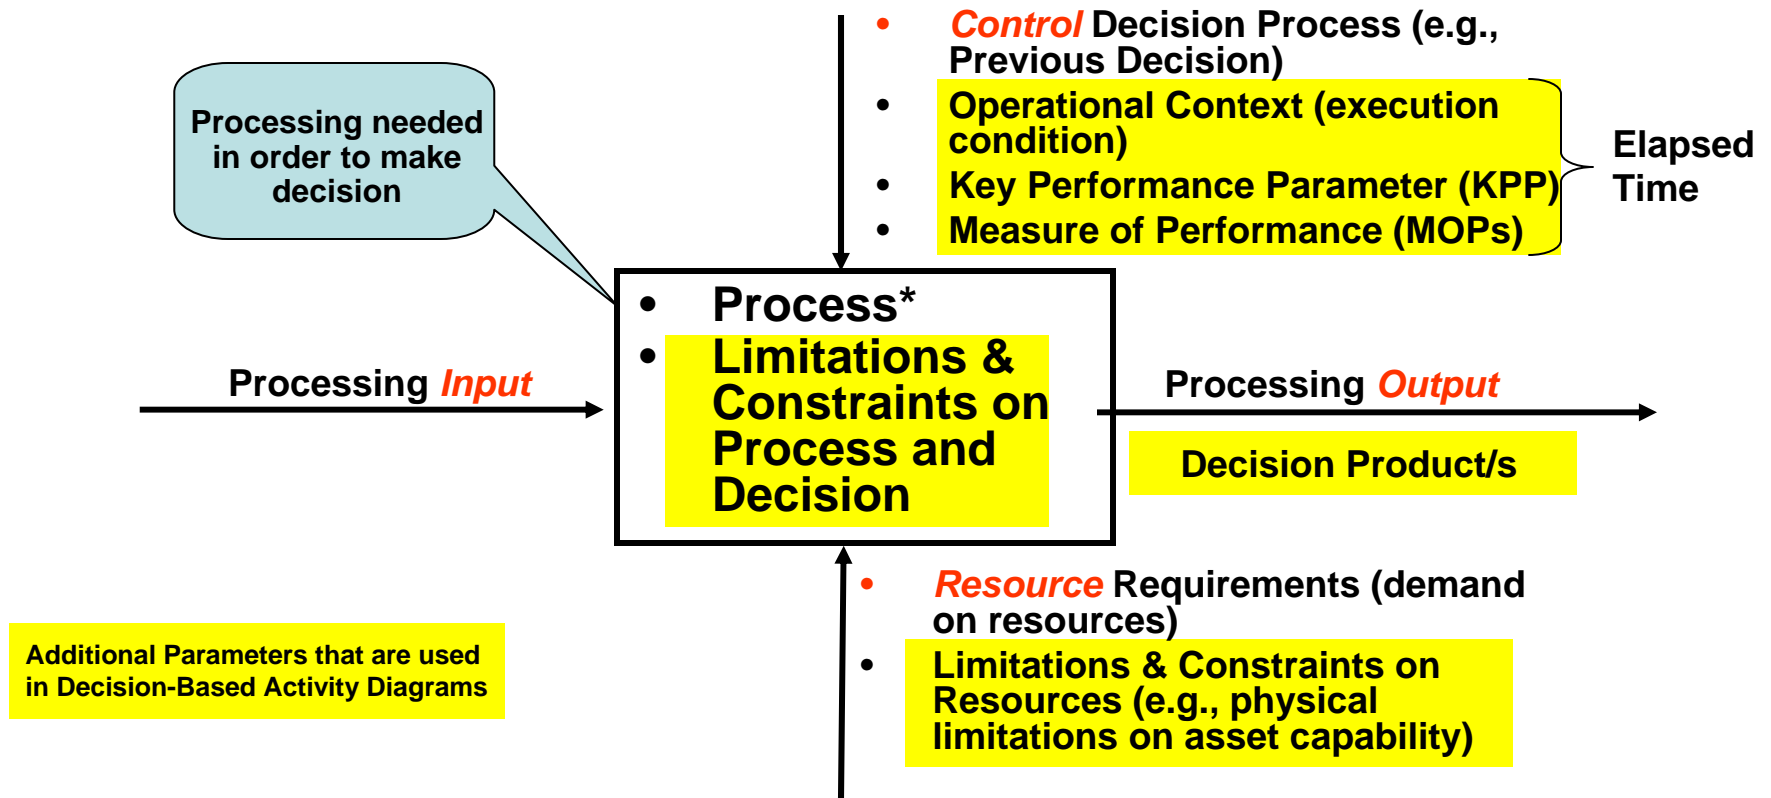 • Control Decision Process (e.g.,
Previous Decision)
• Operational Context (execution
condition)
• Key Performance Parameter (KPP)
• Measure of Performance (MOPs)
Elapsed
Time
Processing needed
in order to make
decision
• Process*
• Limitations &
Constraints on
Process and
Decision
Processing Input
Processing Output
Decision Product/s
• Resource Requirements (demand
on resources)
• Limitations & Constraints on
Resources (e.g., physical
limitations on asset capability)
Additional Parameters that are used
in Decision-Based Activity Diagrams